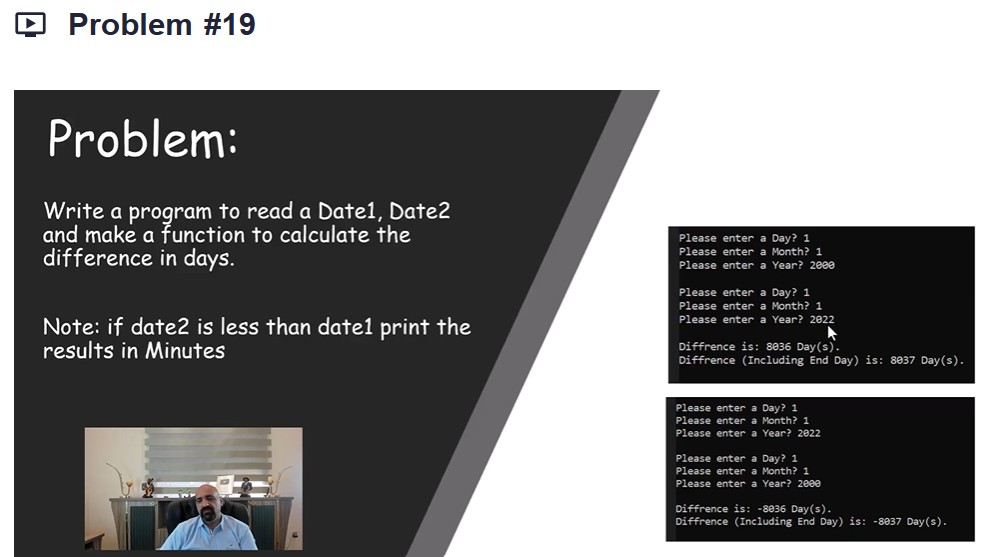 Problem #19
Problem:
Write a program to read a Date1, Date2
and make a function to calculate the
difference in days.
Note: if date2 is less than date1 print the
results in Minutes
Please enter a Day? 1
Please enter a Month? 1
Please enter a Year? 2000
Please enter a Day? 1
Please enter a Month? 1
Please enter a Year? 2022
Diffrence is: 8036 Day(s).
Diffrence (Including End Day) is: 8037 Day(s).
Please enter a Day? 1
Please enter a Month? 1
Please enter a Year? 2022
Please enter a Day? 1
Please enter a Month? 1
Please enter a Year? 2000
Diffrence is: -8036 Day(s).
Diffrence (Including End Day) is: -8037 Day(s).